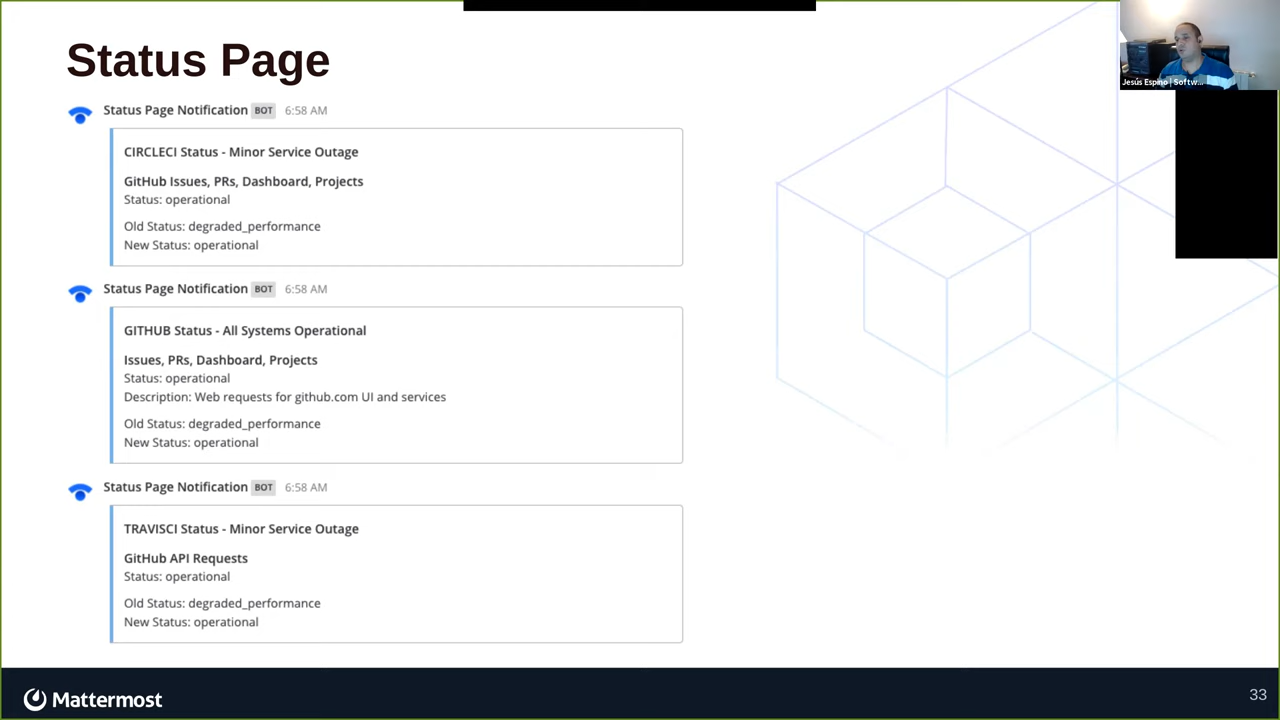 Status Page
Status Page Notification BOT 6:58 AM
CIRCLECI Status - Minor Service Outage
GitHub Issues, PRs, Dashboard, Projects
Status: operational
Old Status: degraded_performance
New Status: operational
Status Page Notification BOT 6:58 AM
GITHUB Status - All Systems Operational
Issues, PRs, Dashboard, Projects
Status: operational
Description: Web requests for github.com UI and services
Old Status: degraded_performance
New Status: operational
Status Page Notification BOT 6:58 AM
TRAVISCI Status - Minor Service Outage
GitHub API Requests
Status: operational
Old Status: degraded_performance
New Status: operational
Jesús Espino | Softw...
Mattermost
33